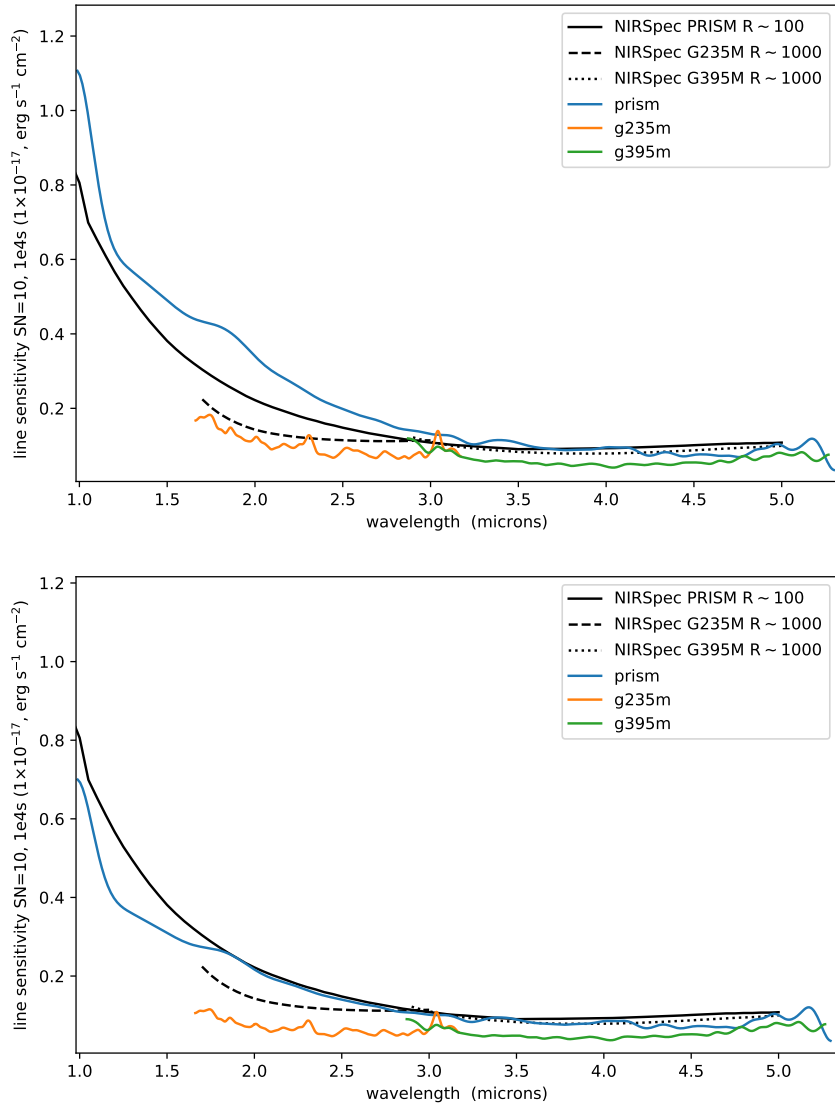 1.2
1.0
0.8
0.6
0.4
0.2
line sensitivity SN=10, 1e4s (1×10⁻¹⁷, erg s⁻¹ cm⁻²)
NIRSpec PRISM R ∼ 100
NIRSpec G235M R ∼ 1000
NIRSpec G395M R ∼ 1000
prism
g235m
g395m
1.0 1.5 2.0 2.5 3.0 3.5 4.0 4.5 5.0
wavelength (microns)
1.2
1.0
0.8
0.6
0.4
0.2
line sensitivity SN=10, 1e4s (1×10⁻¹⁷, erg s⁻¹ cm⁻²)
NIRSpec PRISM R ∼ 100
NIRSpec G235M R ∼ 1000
NIRSpec G395M R ∼ 1000
prism
g235m
g395m
1.0 1.5 2.0 2.5 3.0 3.5 4.0 4.5 5.0
wavelength (microns)